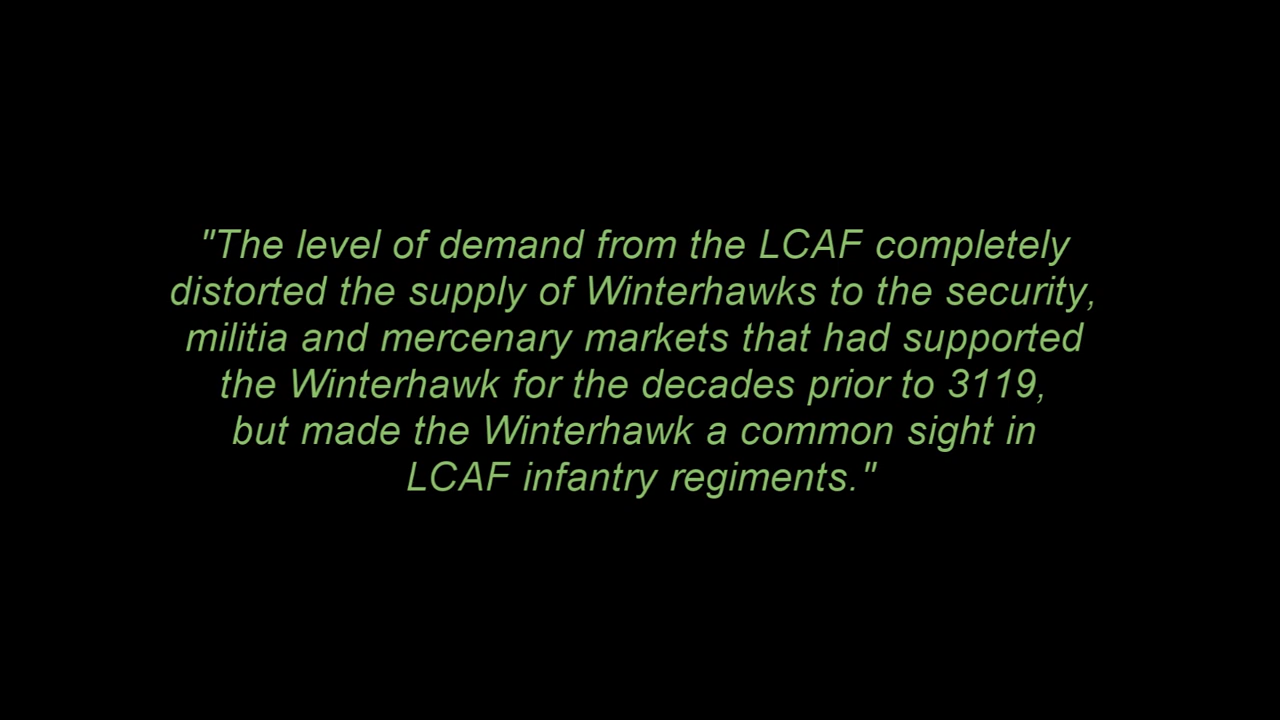 "The level of demand from the LCAF completely
distorted the supply of Winterhawks to the security,
militia and mercenary markets that had supported
the Winterhawk for the decades prior to 3119,
but made the Winterhawk a common sight in
LCAF infantry regiments."